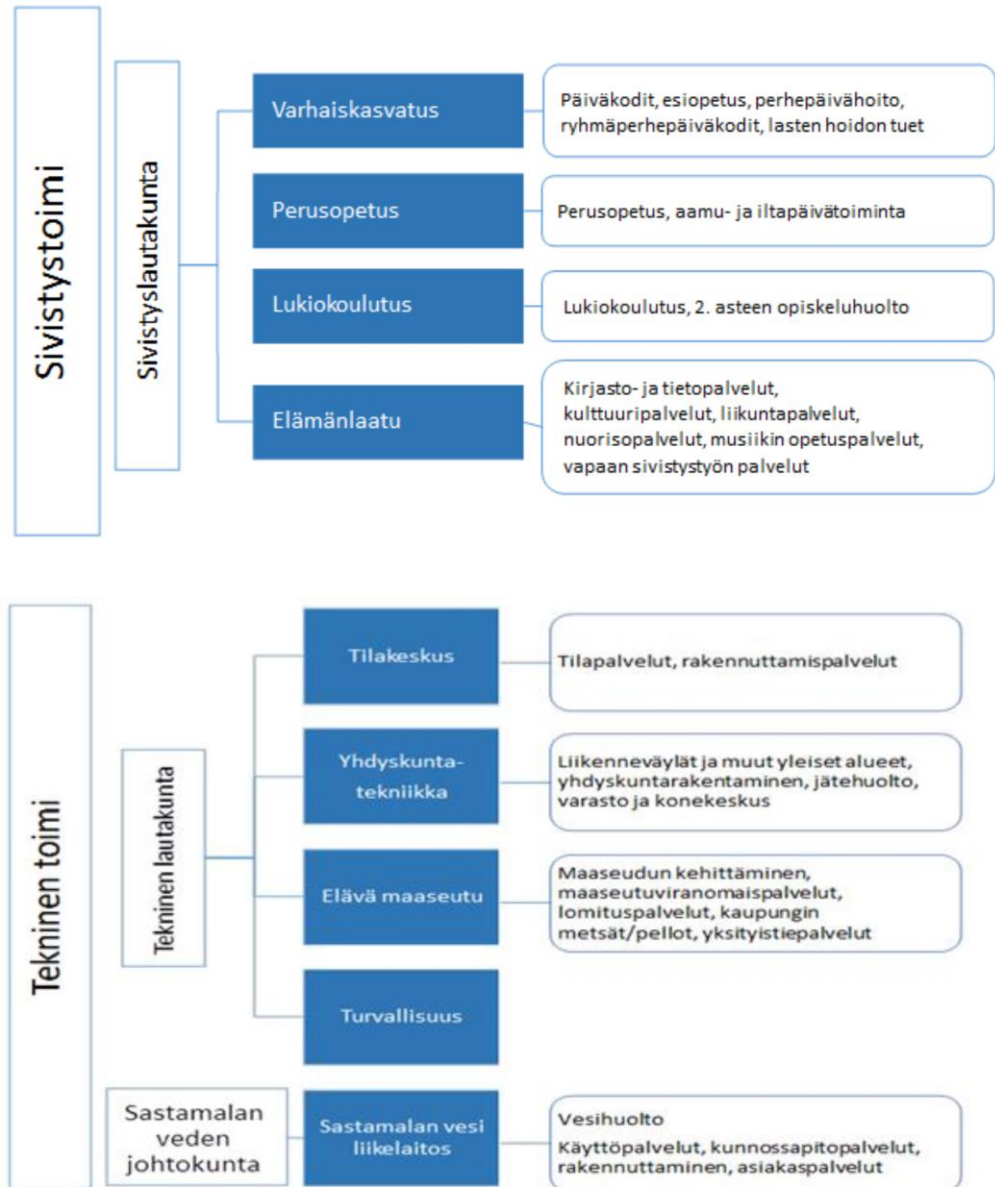 Sivistystoimi
Sivistyslautakunta
Varhaiskasvatus
Päiväkodit, esiopetus, perhepäivähoito,
ryhmäperhepäiväkodit, lasten hoidon tuet
Perusopetus
Perusopetus, aamu- ja iltapäivätoiminta
Lukiokoulutus
Lukiokoulutus, 2. asteen opiskeluhuolto
Elämänlaatu
Kirjasto- ja tietopalvelut,
kulttuuripalvelut, liikuntapalvelut,
nuorisopalvelut, musiikin opetuspalvelut,
vapaan sivistystyön palvelut
Tekninen toimi
Tekninen lautakunta
Tilakeskus
Tilapalvelut, rakennuttamispalvelut
Yhdyskunta-
tekniikka
Liikenneväylät ja muut yleiset alueet,
yhdyskuntarakentaminen, jätehuolto,
varasto ja konekeskus
Elävä maaseutu
Maaseudun kehittäminen,
maaseutuviranomaispalvelut,
lomituspalvelut, kaupungin
metsät/pellot, yksityistiepalvelut
Turvallisuus
Sastamalan
veden
johtokunta
Sastamalan vesi
liikelaitos
Vesihuolto
Käyttöpalvelut, kunnossapitopalvelut,
rakennuttaminen, asiakaspalvelut